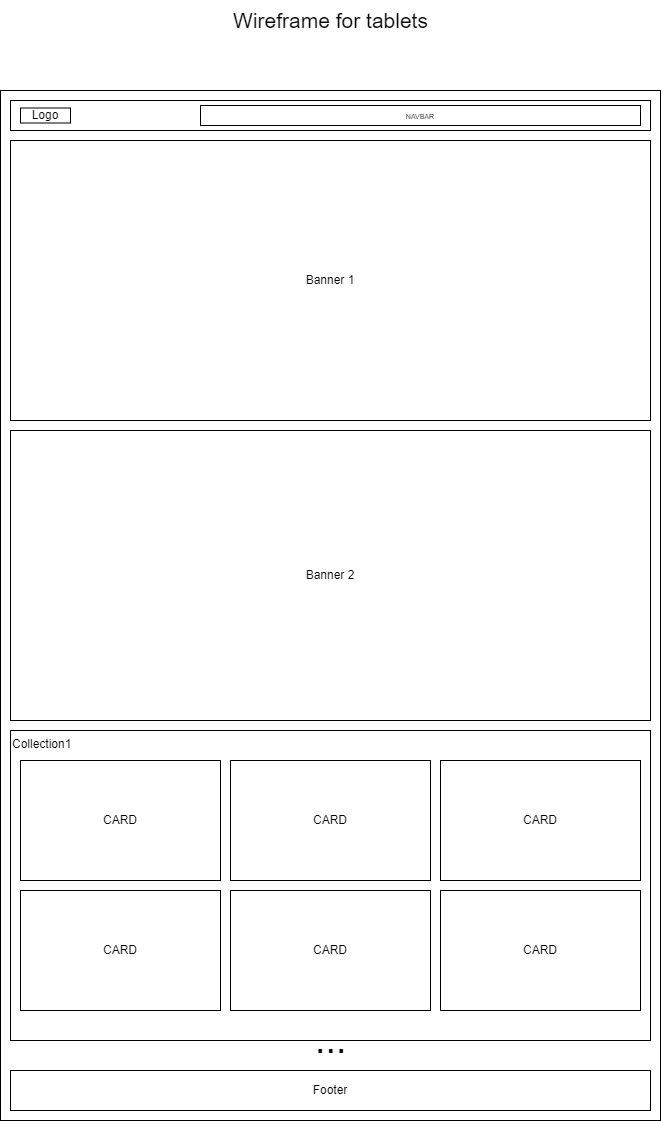 Wireframe for tablets
Logo
NAVBAR
Banner 1
Banner 2
Collection1
CARD
CARD
CARD
CARD
CARD
CARD
...
Footer